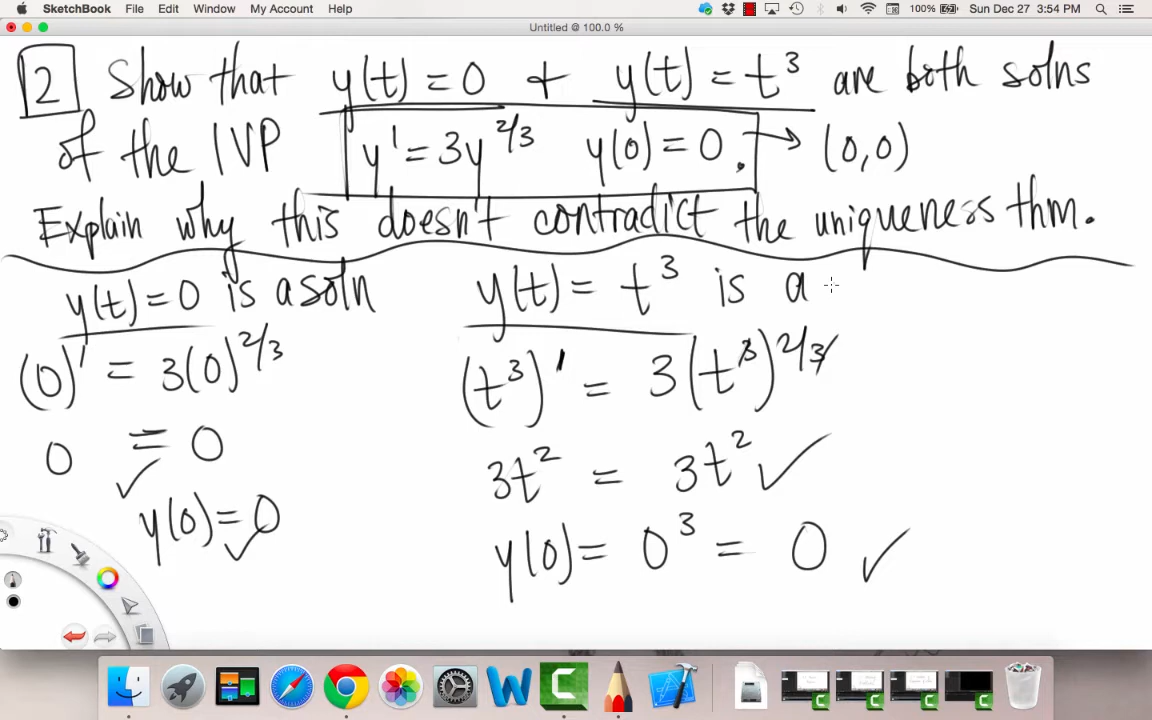 SketchBook File Edit Window My Account Help 100% Sun Dec 27 3:54 PM
Untitled @ 100.0 %
2 Show that y(t) = 0 + y(t) = t³ are both solns
of the IVP y' = 3y^2/3 y(0) = 0. → (0,0)
Explain why this doesn't contradict the uniqueness thm.
y(t) = 0 is a soln
(0)' = 3(0)^2/3
0 = 0 ✓
y(0) = 0 ✓
y(t) = t³ is a
(t³)' = 3(t³)^2/3
3t² = 3t² ✓
y(0) = 0³ = 0 ✓